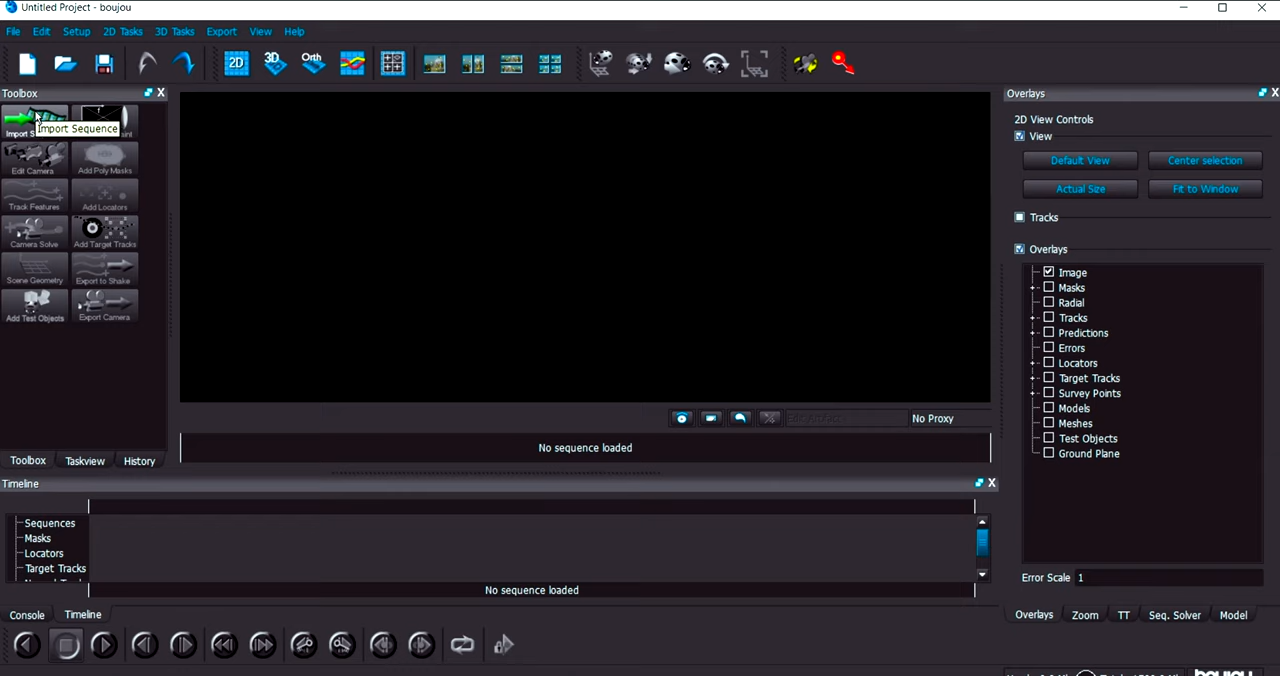 Untitled Project - boujou
File Edit Setup 2D Tasks 3D Tasks Export View Help
2D 3D Orth
Toolbox
Import Sequence
Edit Camera Add Poly Masks
Track Features Add Locators
Camera Solve Add Target Tracks
Scene Geometry Export to Shake
Add Test Objects Export Camera
Toolbox Taskview History
No Proxy
No sequence loaded
Timeline
Sequences
Masks
Locators
Target Tracks
No sequence loaded
Console Timeline
Overlays
2D View Controls
View
Default View Center selection
Actual Size Fit to Window
Tracks
Overlays
Image
Masks
Radial
Tracks
Predictions
Errors
Locators
Target Tracks
Survey Points
Models
Meshes
Test Objects
Ground Plane
Error Scale 1
Overlays Zoom TT Seq. Solver Model
boujou